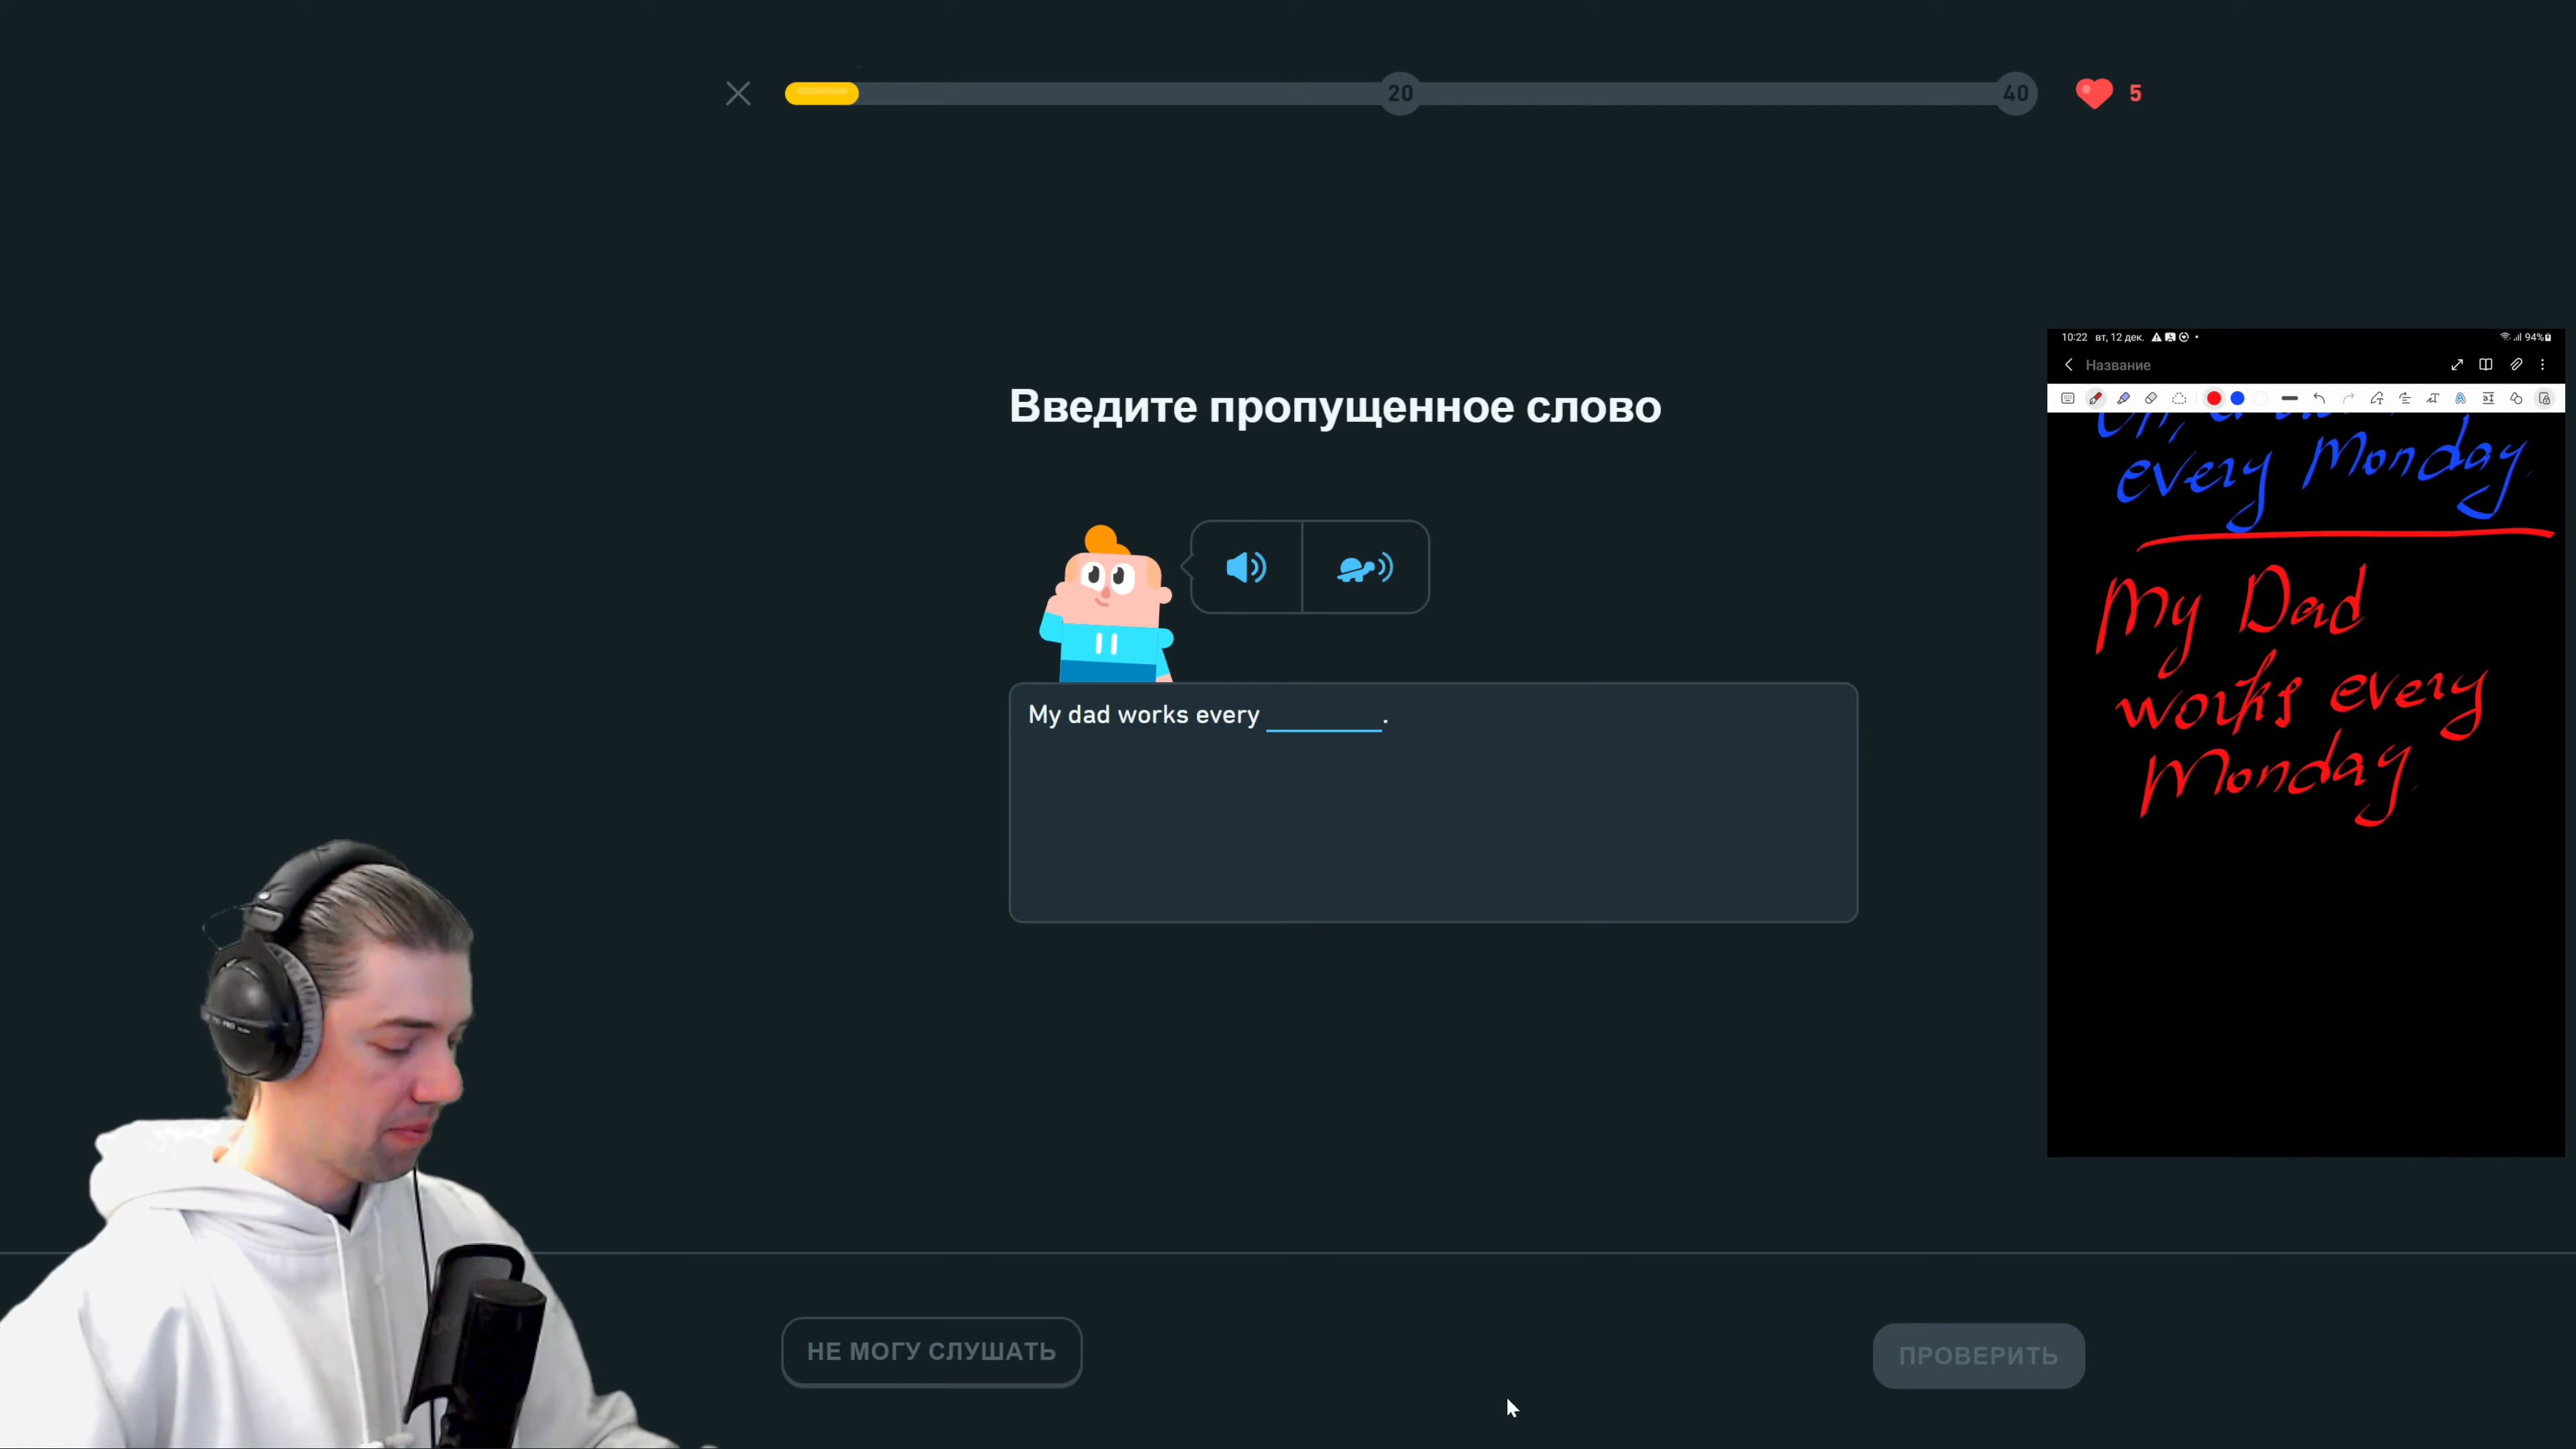 20
40
5
Введите пропущенное слово
My dad works every ________.
НЕ МОГУ СЛУШАТЬ
ПРОВЕРИТЬ
10:22 вт, 12 дек.
94%
Название
every Monday.
My Dad
works every
Monday.